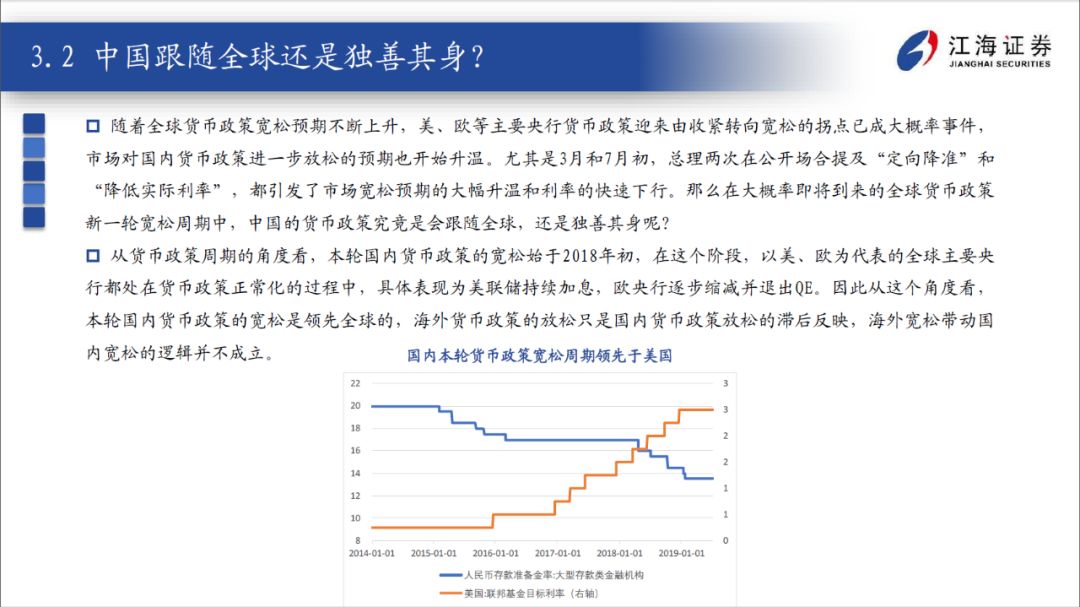 3.2 中国跟随全球还是独善其身？
江海证券
JIANGHAI SECURITIES
随着全球货币政策宽松预期不断上升，美、欧等主要央行货币政策迎来由收紧转向宽松的拐点已成大概率事件，
市场对国内货币政策进一步放松的预期也开始升温。尤其是3月和7月初，总理两次在公开场合提及“定向降准”和
“降低实际利率”，都引发了市场宽松预期的大幅升温和利率的快速下行。那么在大概率即将到来的全球货币政策
新一轮宽松周期中，中国的货币政策究竟是会跟随全球，还是独善其身呢？
从货币政策周期的角度看，本轮国内货币政策的宽松始于2018年初，在这个阶段，以美、欧为代表的全球主要央
行都处在货币政策正常化的过程中，具体表现为美联储持续加息，欧央行逐步缩减并退出QE。因此从这个角度看，
本轮国内货币政策的宽松是领先全球的，海外货币政策的放松只是国内货币政策放松的滞后反映，海外宽松带动国
内宽松的逻辑并不成立。
国内本轮货币政策宽松周期领先于美国
22 3
20 3
18 2
16 2
14 1
12 1
10 0
8
2014-01-01 2015-01-01 2016-01-01 2017-01-01 2018-01-01 2019-01-01
人民币存款准备金率:大型存款类金融机构
美国:联邦基金目标利率（右轴）